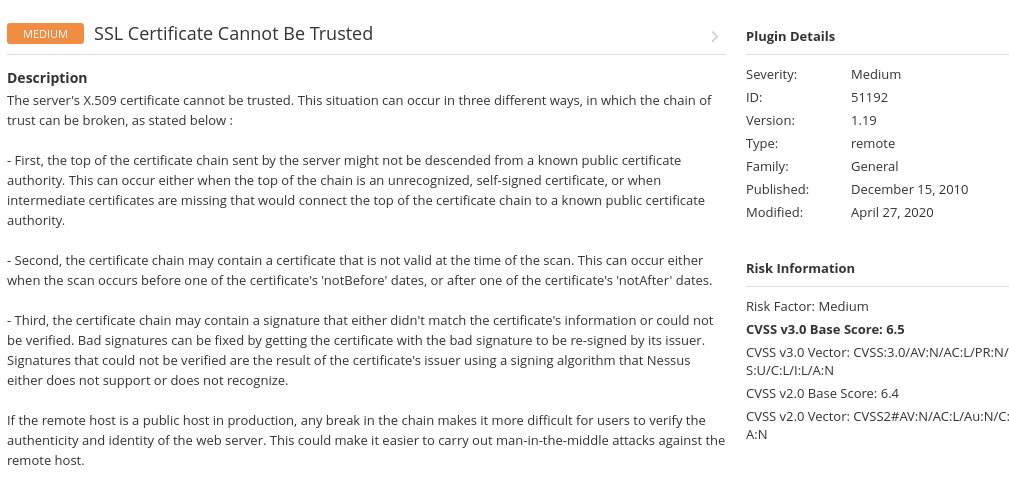 MEDIUM
SSL Certificate Cannot Be Trusted
Description
The server's X.509 certificate cannot be trusted. This situation can occur in three different ways, in which the chain of
trust can be broken, as stated below :
- First, the top of the certificate chain sent by the server might not be descended from a known public certificate
authority. This can occur either when the top of the chain is an unrecognized, self-signed certificate, or when
intermediate certificates are missing that would connect the top of the certificate chain to a known public certificate
authority.
- Second, the certificate chain may contain a certificate that is not valid at the time of the scan. This can occur either
when the scan occurs before one of the certificate's 'notBefore' dates, or after one of the certificate's 'notAfter' dates.
- Third, the certificate chain may contain a signature that either didn't match the certificate's information or could not
be verified. Bad signatures can be fixed by getting the certificate with the bad signature to be re-signed by its issuer.
Signatures that could not be verified are the result of the certificate's issuer using a signing algorithm that Nessus
either does not support or does not recognize.
If the remote host is a public host in production, any break in the chain makes it more difficult for users to verify the
authenticity and identity of the web server. This could make it easier to carry out man-in-the-middle attacks against the
remote host.
Plugin Details
Severity: Medium
ID: 51192
Version: 1.19
Type: remote
Family: General
Published: December 15, 2010
Modified: April 27, 2020
Risk Information
Risk Factor: Medium
CVSS v3.0 Base Score: 6.5
CVSS v3.0 Vector: CVSS:3.0/AV:N/AC:L/PR:N/
S:U/C:L/I:L/A:N
CVSS v2.0 Base Score: 6.4
CVSS v2.0 Vector: CVSS2#AV:N/AC:L/Au:N/C:
A:N